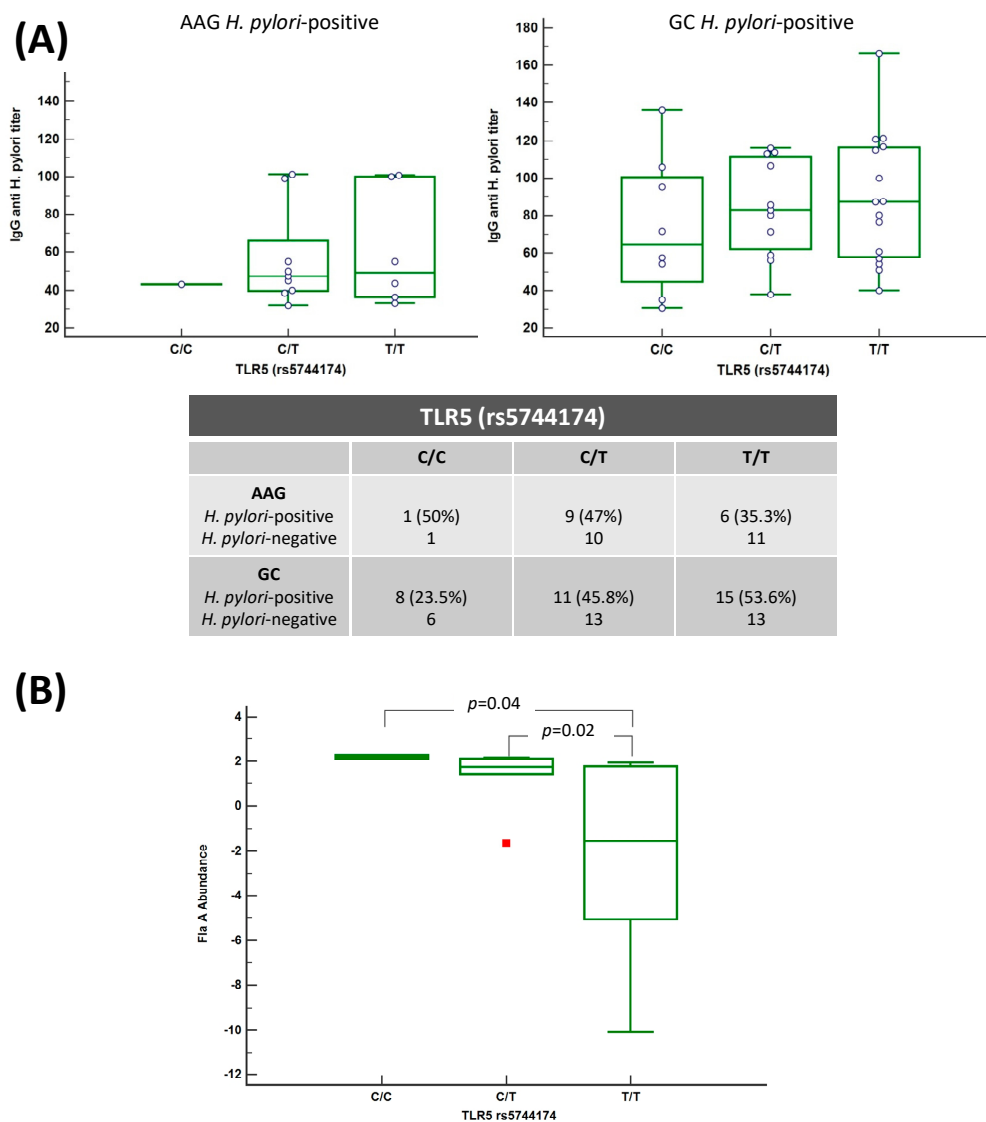 (A)
AAG H. pylori-positive
GC H. pylori-positive
IgG anti H. pylori titer
140
120
100
80
60
40
20
C/C C/T T/T
TLR5 (rs5744174)
IgG anti H. pylori titer
180
160
140
120
100
80
60
40
20
C/C C/T T/T
TLR5 (rs5744174)
TLR5 (rs5744174)
C/C C/T T/T
AAG
H. pylori-positive 1 (50%) 9 (47%) 6 (35.3%)
H. pylori-negative 1 10 11
GC
H. pylori-positive 8 (23.5%) 11 (45.8%) 15 (53.6%)
H. pylori-negative 6 13 13
(B)
p=0.04
p=0.02
Fla A Abundance
4
2
0
-2
-4
-6
-8
-10
-12
C/C C/T T/T
TLR5 rs5744174